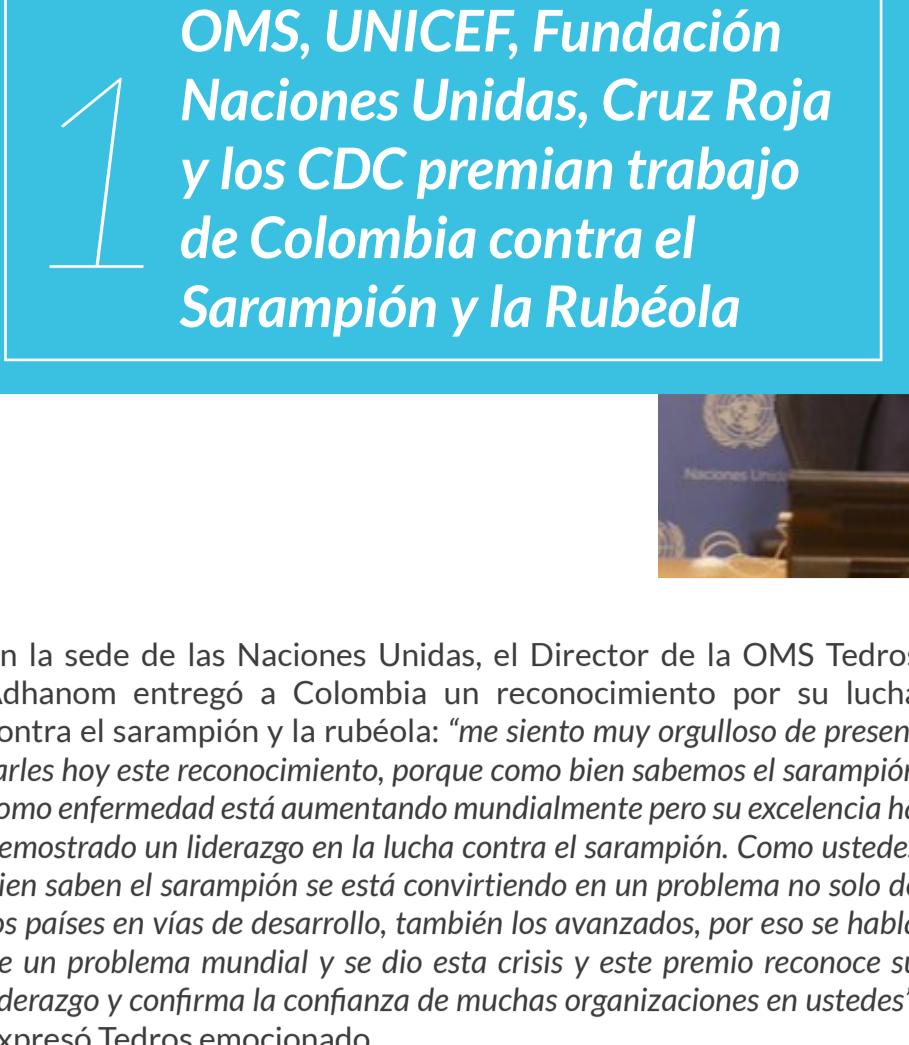 1
OMS, UNICEF, Fundación
Naciones Unidas, Cruz Roja
y los CDC premian trabajo
de Colombia contra el
Sarampión y la Rubéola
Naciones Unidas
n la sede de las Naciones Unidas, el Director de la OMS Tedros
Adhanom entregó a Colombia un reconocimiento por su lucha
ontra el sarampión y la rubéola: “me siento muy orgulloso de presen
arles hoy este reconocimiento, porque como bien sabemos el sarampión
omo enfermedad está aumentando mundialmente pero su excelencia ha
emostrado un liderazgo en la lucha contra el sarampión. Como ustedes
ien saben el sarampión se está convirtiendo en un problema no solo de
os países en vías de desarrollo, también los avanzados, por eso se habla
e un problema mundial y se dio esta crisis y este premio reconoce su
iderazgo y confirma la confianza de muchas organizaciones en ustedes”
xpresó Tedros emocionado